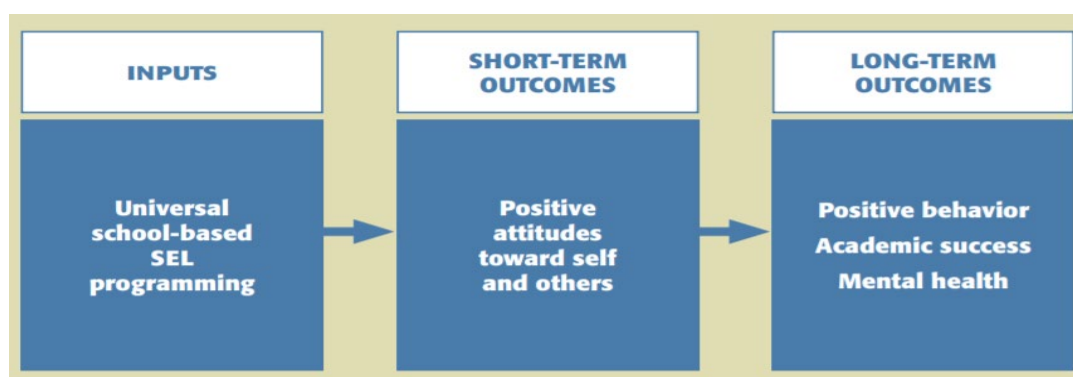 INPUTS
Universal
school-based
SEL
programming
SHORT-TERM
OUTCOMES
Positive
attitudes
toward self
and others
LONG-TERM
OUTCOMES
Positive behavior
Academic success
Mental health